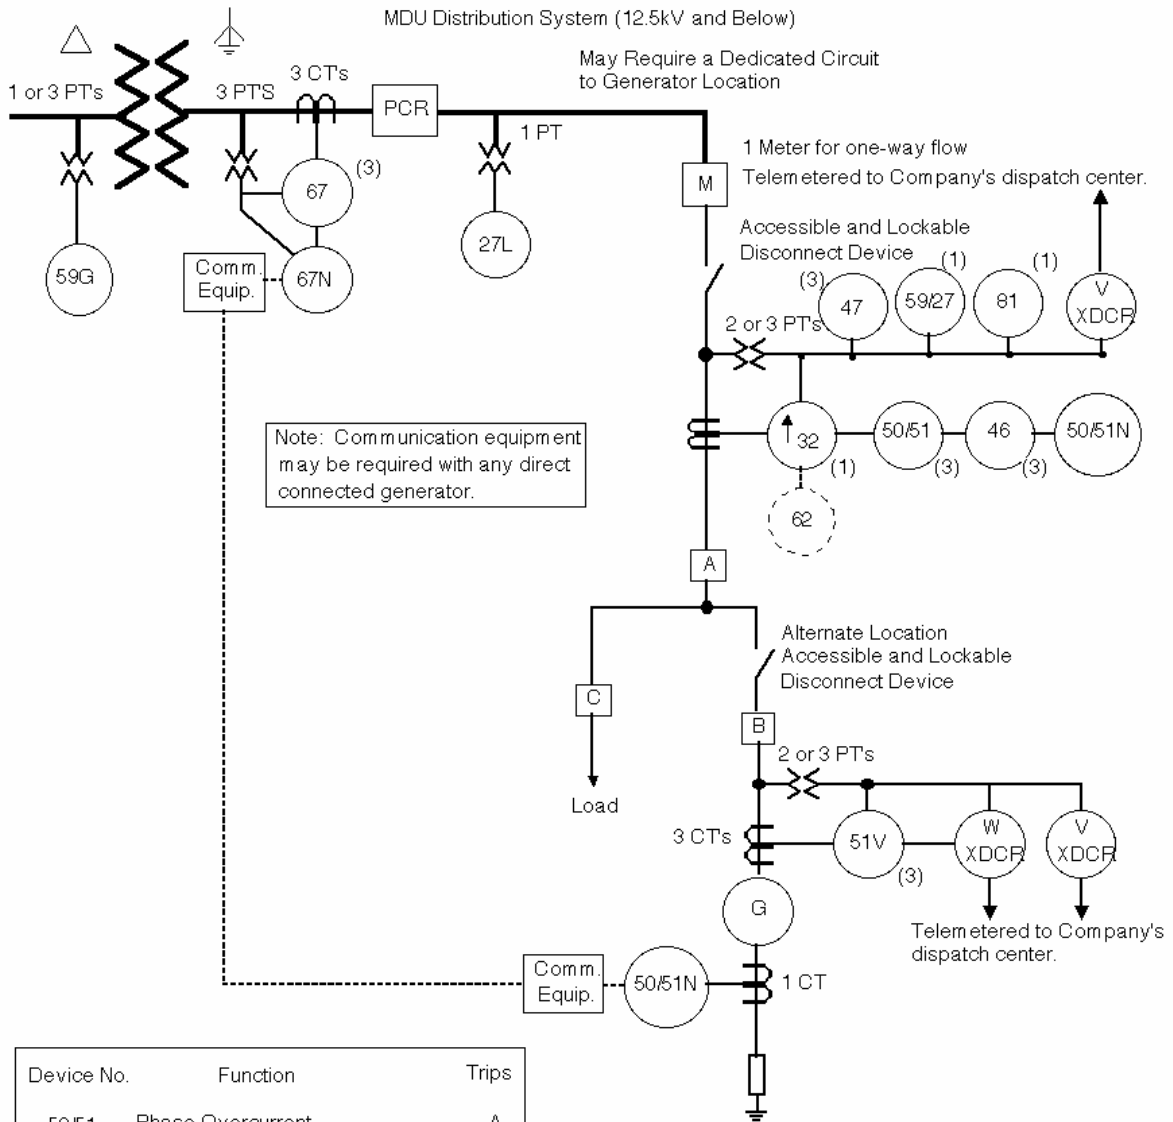 MDU Distribution System (12.5kV and Below)
May Require a Dedicated Circuit
to Generator Location
3 CT's
1 or 3 PT's
3 PT'S
PCR
1 PT
1 Meter for one-way flow
Telemetered to Company's dispatch center.
M
67
(3)
27L
Accessible and Lockable
Disconnect Device
59G
Comm.
Equip.
67N
(3)
47
(1)
59/27
(1)
81
V
XDCR
2 or 3 PT's
32
(1)
50/51
(3)
46
(3)
50/51N
Note: Communication equipment
may be required with any direct
connected generator.
62
A
Alternate Location
Accessible and Lockable
Disconnect Device
C
B
2 or 3 PT's
Load
3 CT's
51V
(3)
W
XDCR
V
XDCR
G
Telemetered to Company's
dispatch center.
Comm.
Equip.
50/51N
1 CT
Device No. Function Trips
50/51 Phase Overcurrent A